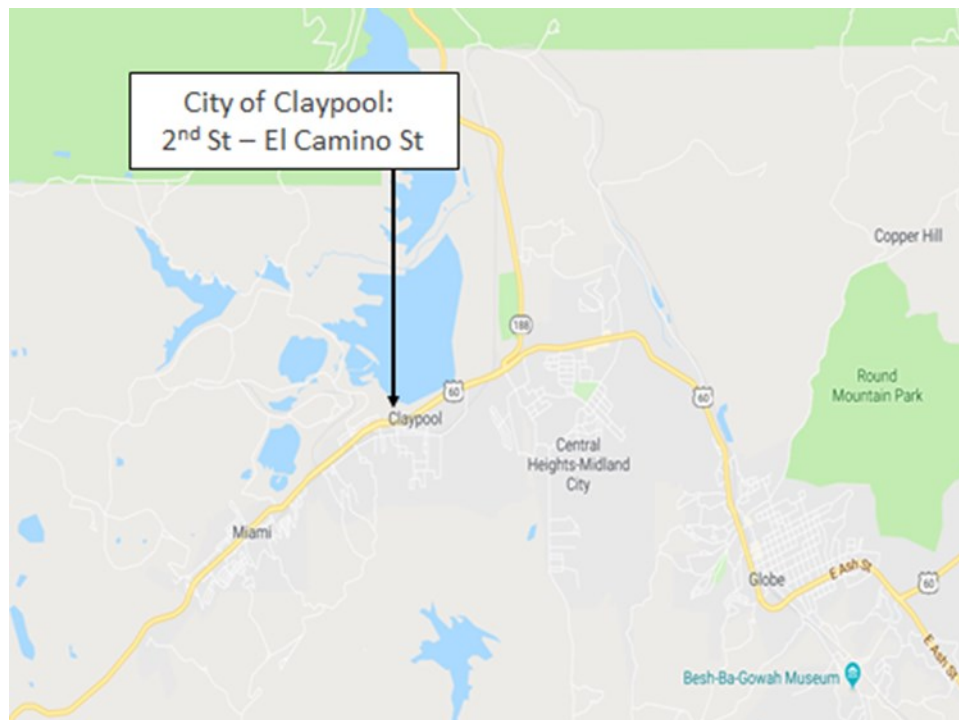 City of Claypool:
2nd St – El Camino St
Copper Hill
188
Round
Mountain Park
60
60
Claypool
Central
Heights-Midland
City
Miami
Globe
E Ash St
60
E Ash St
Besh-Ba-Gowah Museum